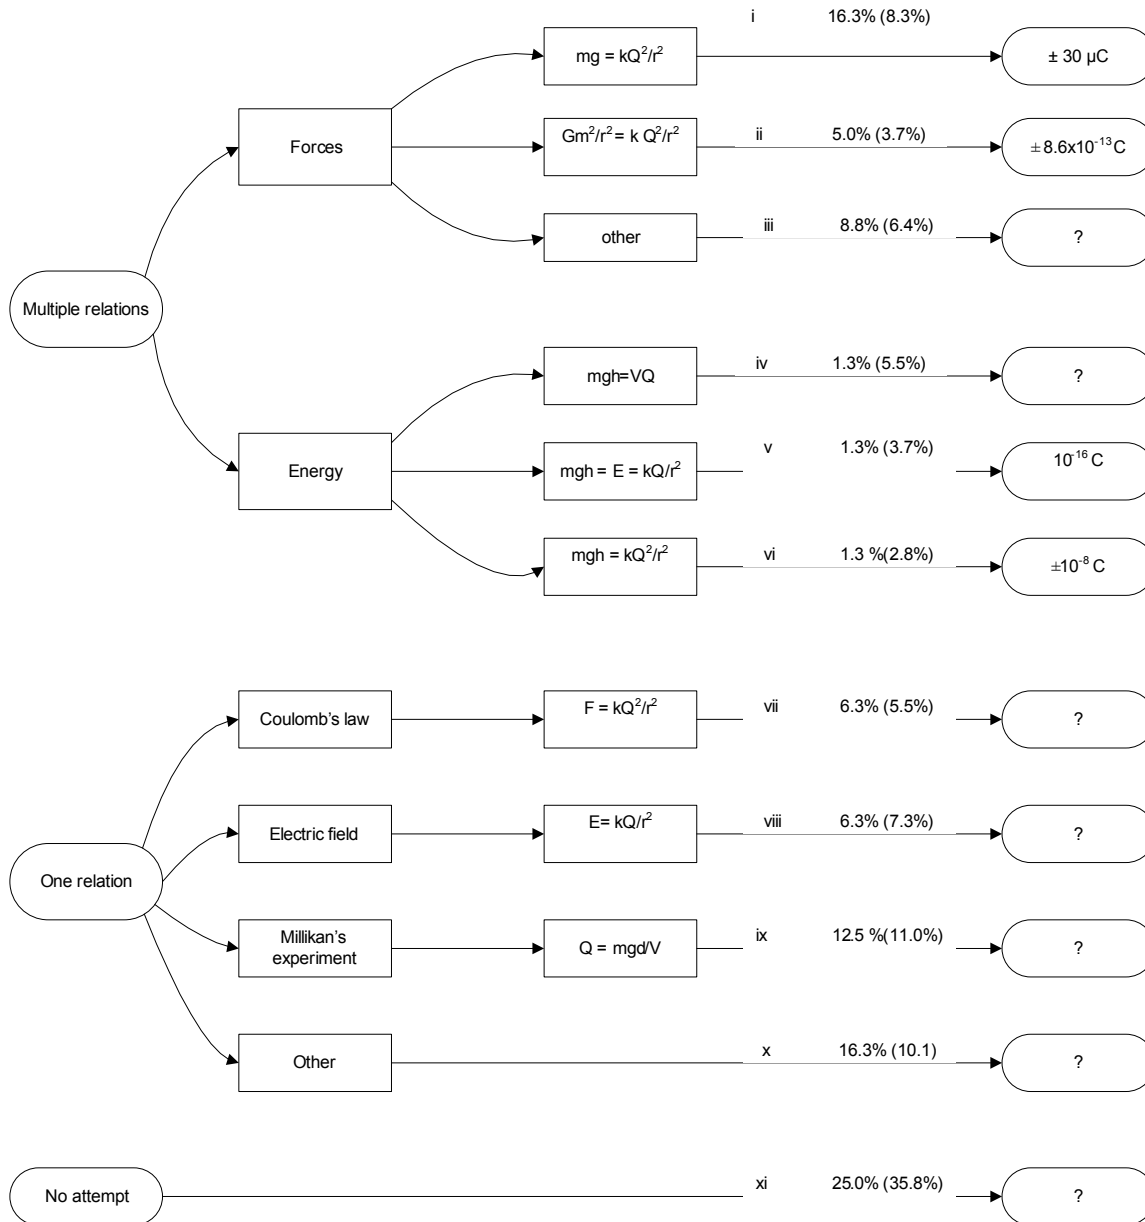 i 16.3% (8.3%)
mg = kQ²/r²
± 30 µC
Forces
Gm²/r² = k Q²/r²
ii 5.0% (3.7%)
±8.6x10⁻¹³C
other
iii 8.8% (6.4%)
?
Multiple relations
mgh=VQ
iv 1.3% (5.5%)
?
Energy
mgh = E = kQ/r²
v 1.3% (3.7%)
10⁻¹⁶ C
mgh = kQ²/r²
vi 1.3 %(2.8%)
±10⁻⁸ C
Coulomb's law
F = kQ²/r²
vii 6.3% (5.5%)
?
Electric field
E= kQ/r²
viii 6.3% (7.3%)
?
One relation
Millikan's
experiment
Q = mgd/V
ix 12.5 %(11.0%)
?
Other
x 16.3% (10.1)
?
No attempt
xi 25.0% (35.8%)
?